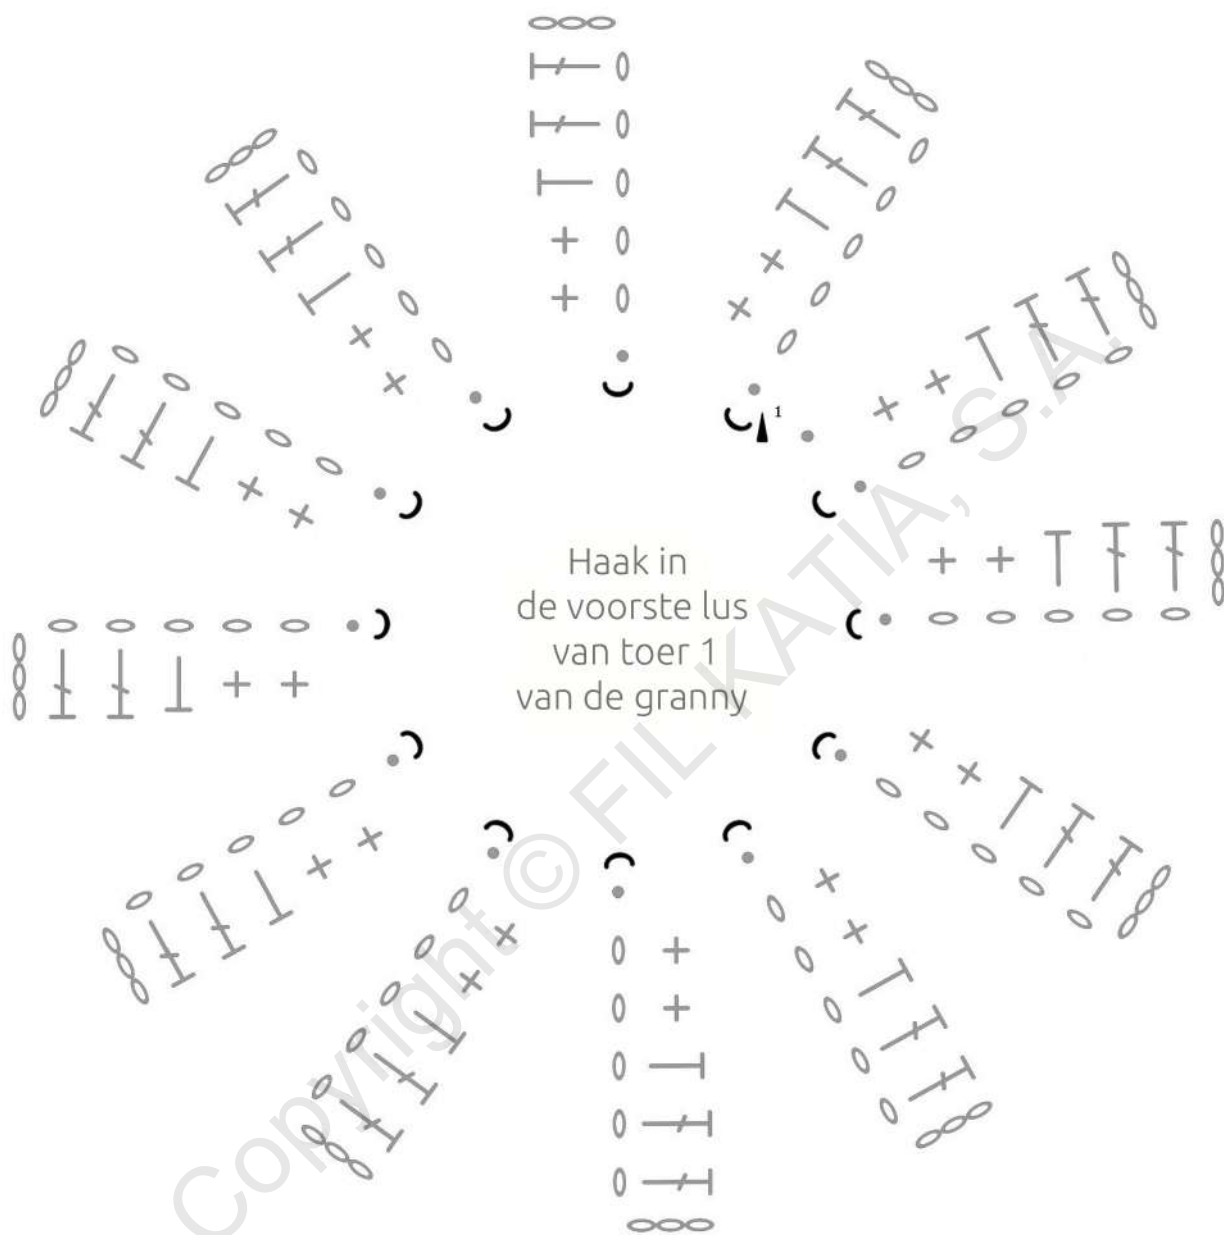 1
Haak in
de voorste lus
van toer 1
van de granny
Copyright © FIL KATIA, S.A.